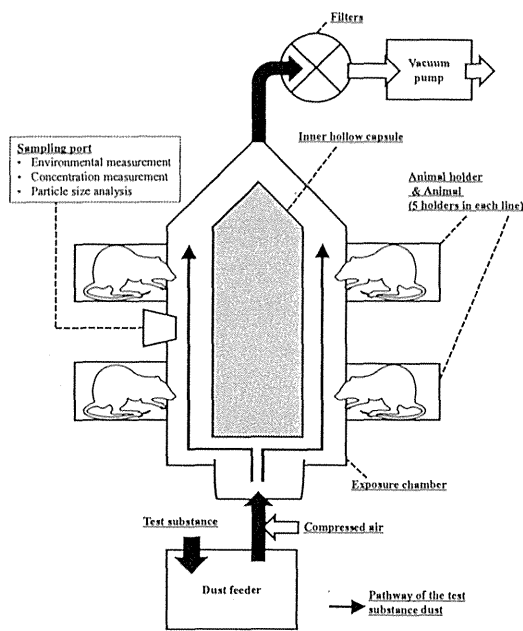 Filters
Vacuum
pump
Inner hollow capsule
Sampling port
• Environmental measurement
• Concentration measurement
• Particle size analysis
Animal holder
& Animal
(5 holders in each line)
Exposure chamber
Test substance
Compressed air
Dust feeder
Pathway of the test
substance dust